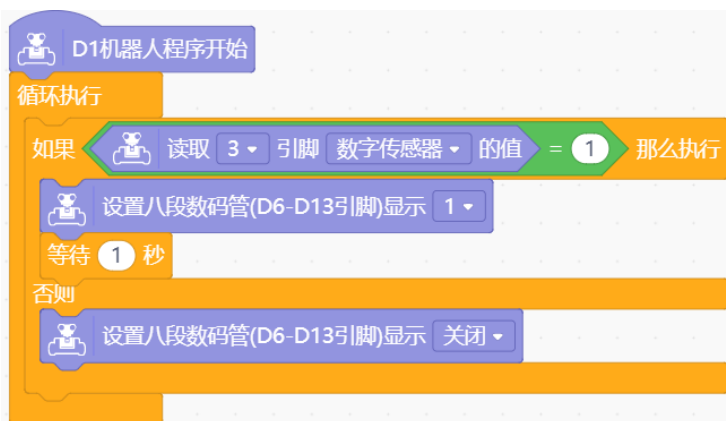 D1机器人程序开始
循环执行
如果 读取 3 引脚 数字传感器 的值 = 1 那么执行
设置八段数码管(D6-D13引脚)显示 1
等待 1 秒
否则
设置八段数码管(D6-D13引脚)显示 关闭